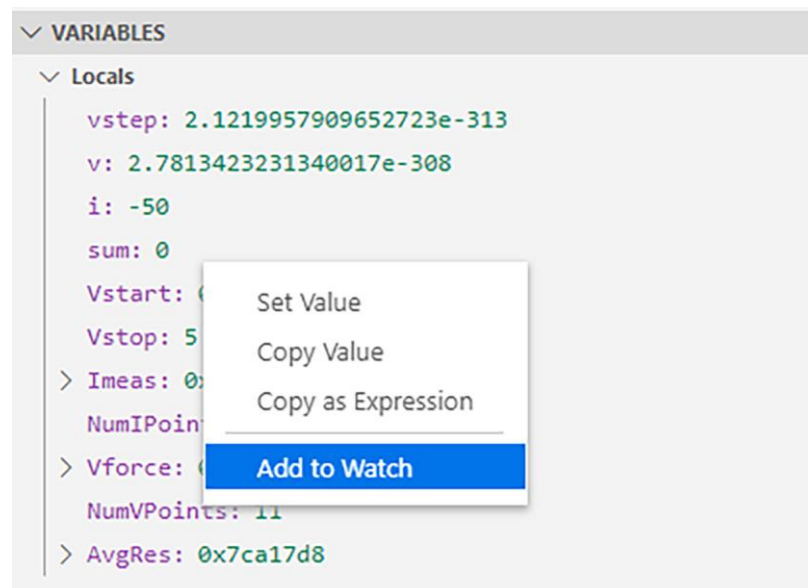 VARIABLES
Locals
vstep: 2.1219957909652723e-313
v: 2.7813423231340017e-308
i: -50
sum: 0
Vstart:
Set Value
Vstop: 5
Copy Value
Imeas:
Copy as Expression
Vforce:
Add to Watch
NumVPoints: 11
AvgRes: 0x7ca17d8